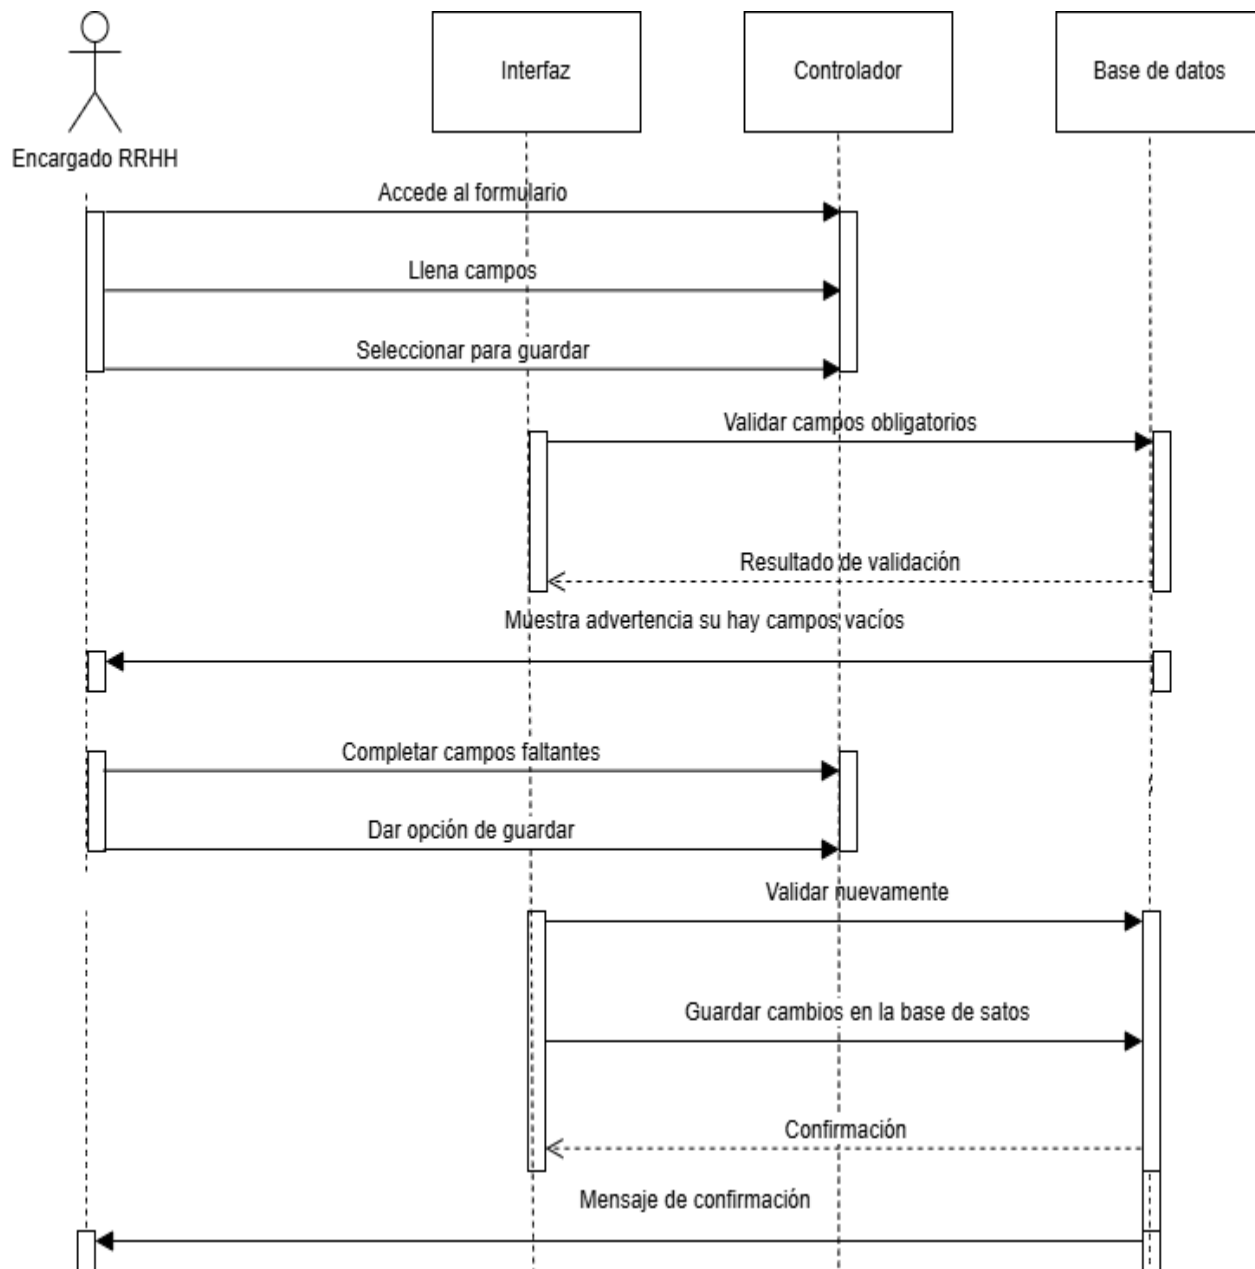 Interfaz
Controlador
Base de datos
Encargado RRHH
Accede al formulario
Llena campos
Seleccionar para guardar
Validar campos obligatorios
Resultado de validación
Muestra advertencia su hay campos vacíos
Completar campos faltantes
Dar opción de guardar
Validar nuevamente
Guardar cambios en la base de satos
Confirmación
Mensaje de confirmación